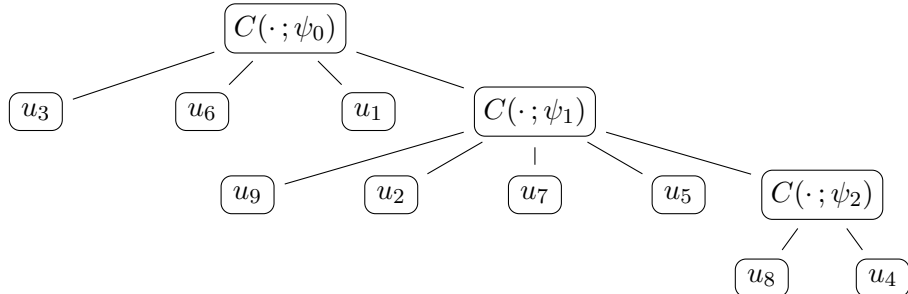 C(· ; ψ₀)
u₃ u₆ u₁ C(· ; ψ₁)
u₉ u₂ u₇ u₅ C(· ; ψ₂)
u₈ u₄